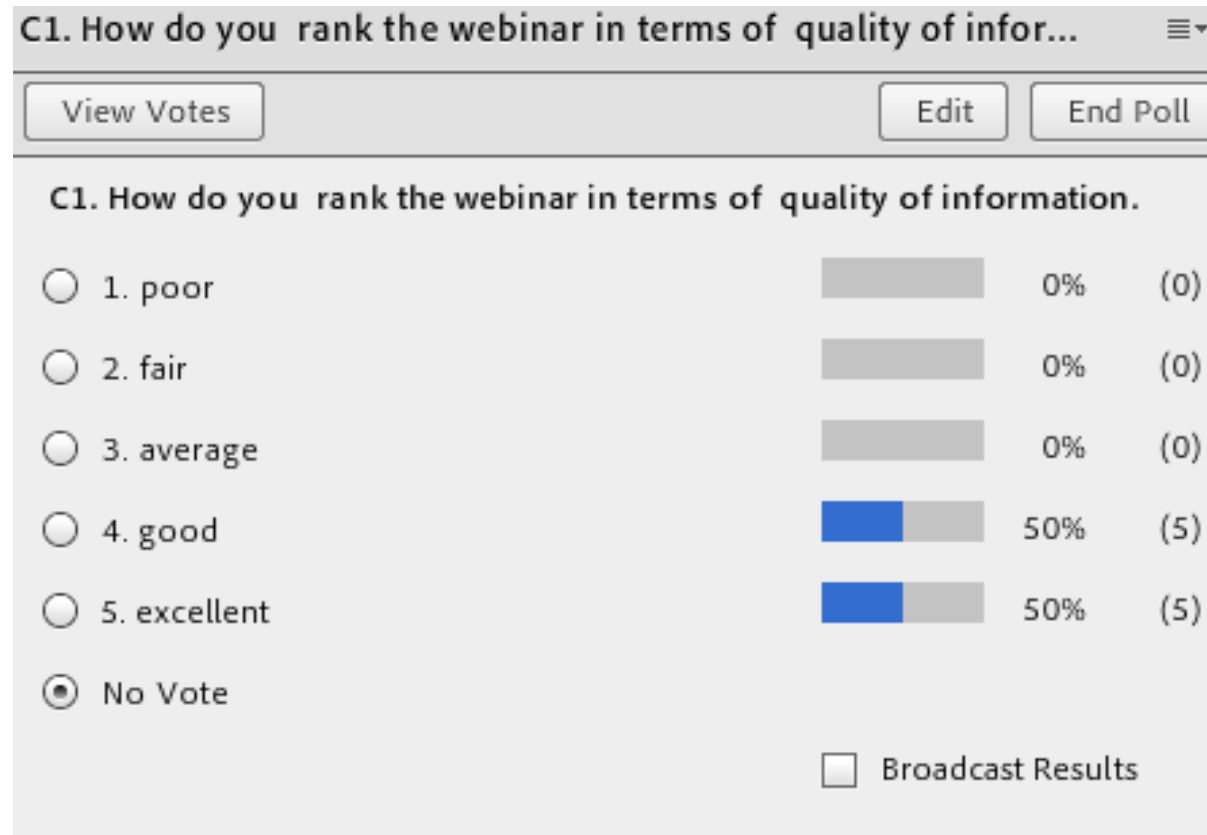 C1. How do you  rank the webinar in terms of  quality of infor...
View Votes Edit End Poll
C1. How do you  rank the webinar in terms of  quality of information.
1. poor 0% (0)
2. fair 0% (0)
3. average 0% (0)
4. good 50% (5)
5. excellent 50% (5)
No Vote
Broadcast Results